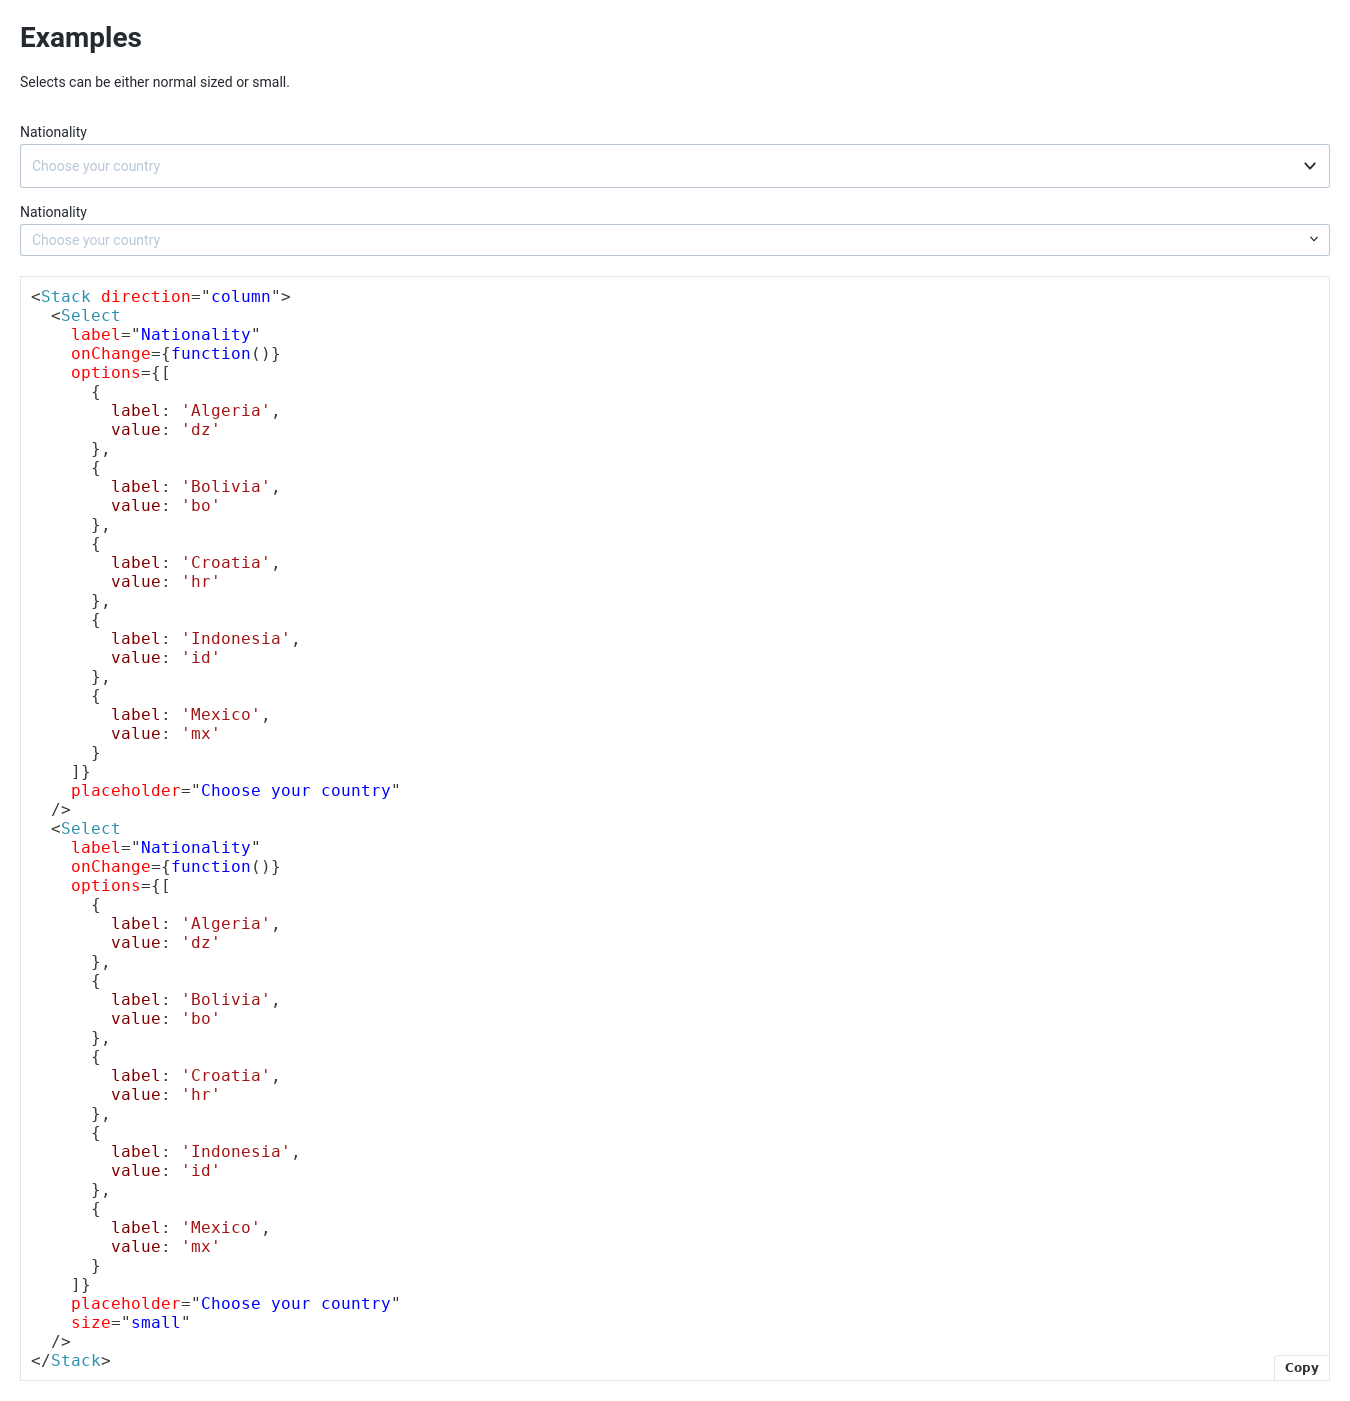 Examples
Selects can be either normal sized or small.
Nationality
Choose your country
Nationality
Choose your country
<Stack direction="column">
  <Select
    label="Nationality"
    onChange={function()}
    options={[
      {
        label: 'Algeria',
        value: 'dz'
      },
      {
        label: 'Bolivia',
        value: 'bo'
      },
      {
        label: 'Croatia',
        value: 'hr'
      },
      {
        label: 'Indonesia',
        value: 'id'
      },
      {
        label: 'Mexico',
        value: 'mx'
      }
    ]}
    placeholder="Choose your country"
  />
  <Select
    label="Nationality"
    onChange={function()}
    options={[
      {
        label: 'Algeria',
        value: 'dz'
      },
      {
        label: 'Bolivia',
        value: 'bo'
      },
      {
        label: 'Croatia',
        value: 'hr'
      },
      {
        label: 'Indonesia',
        value: 'id'
      },
      {
        label: 'Mexico',
        value: 'mx'
      }
    ]}
    placeholder="Choose your country"
    size="small"
  />
</Stack>
Copy